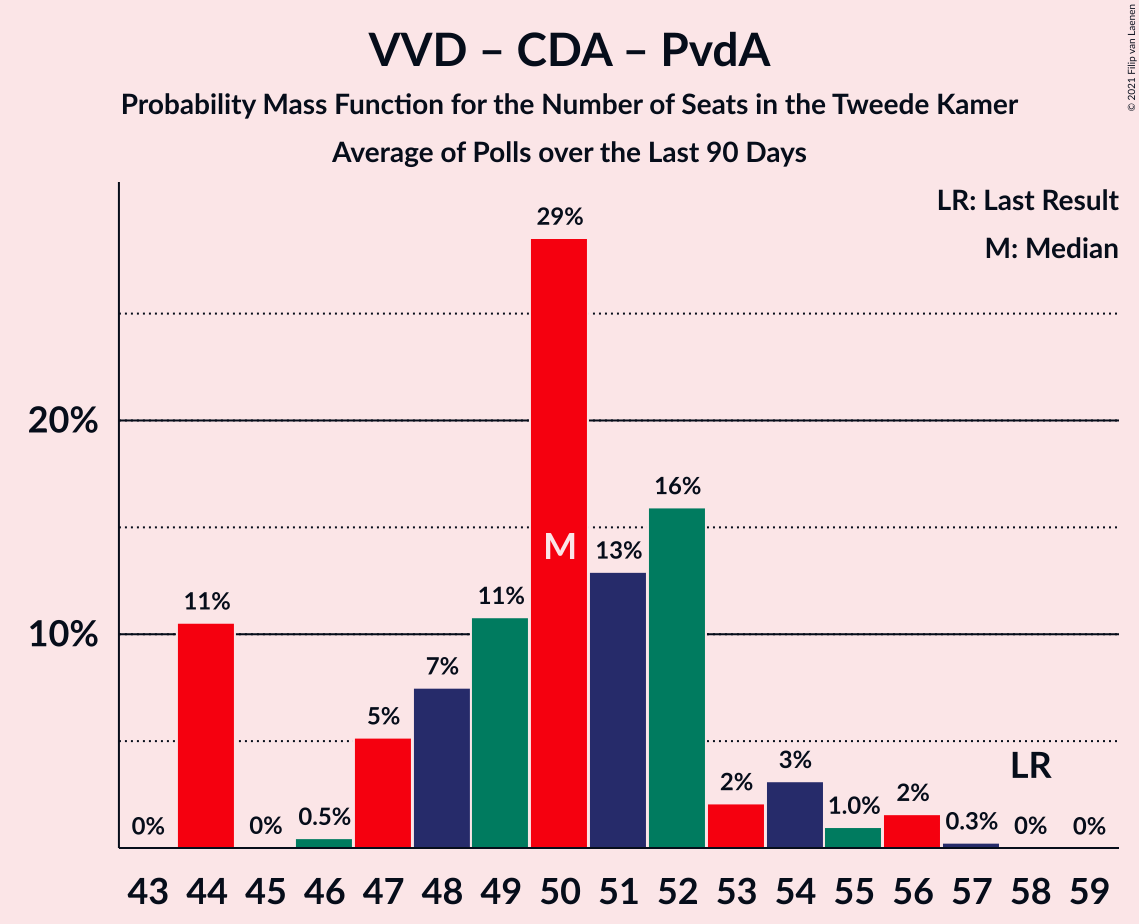 VVD – CDA – PvdA
Probability Mass Function for the Number of Seats in the Tweede Kamer
Average of Polls over the Last 90 Days
© 2021 Filip van Laenen
LR: Last Result
M: Median
20%
10%
0%
11%
0%
0.5%
5%
7%
11%
29%
M
13%
16%
2%
3%
1.0%
2%
0.3%
LR
0%
0%
43 44 45 46 47 48 49 50 51 52 53 54 55 56 57 58 59